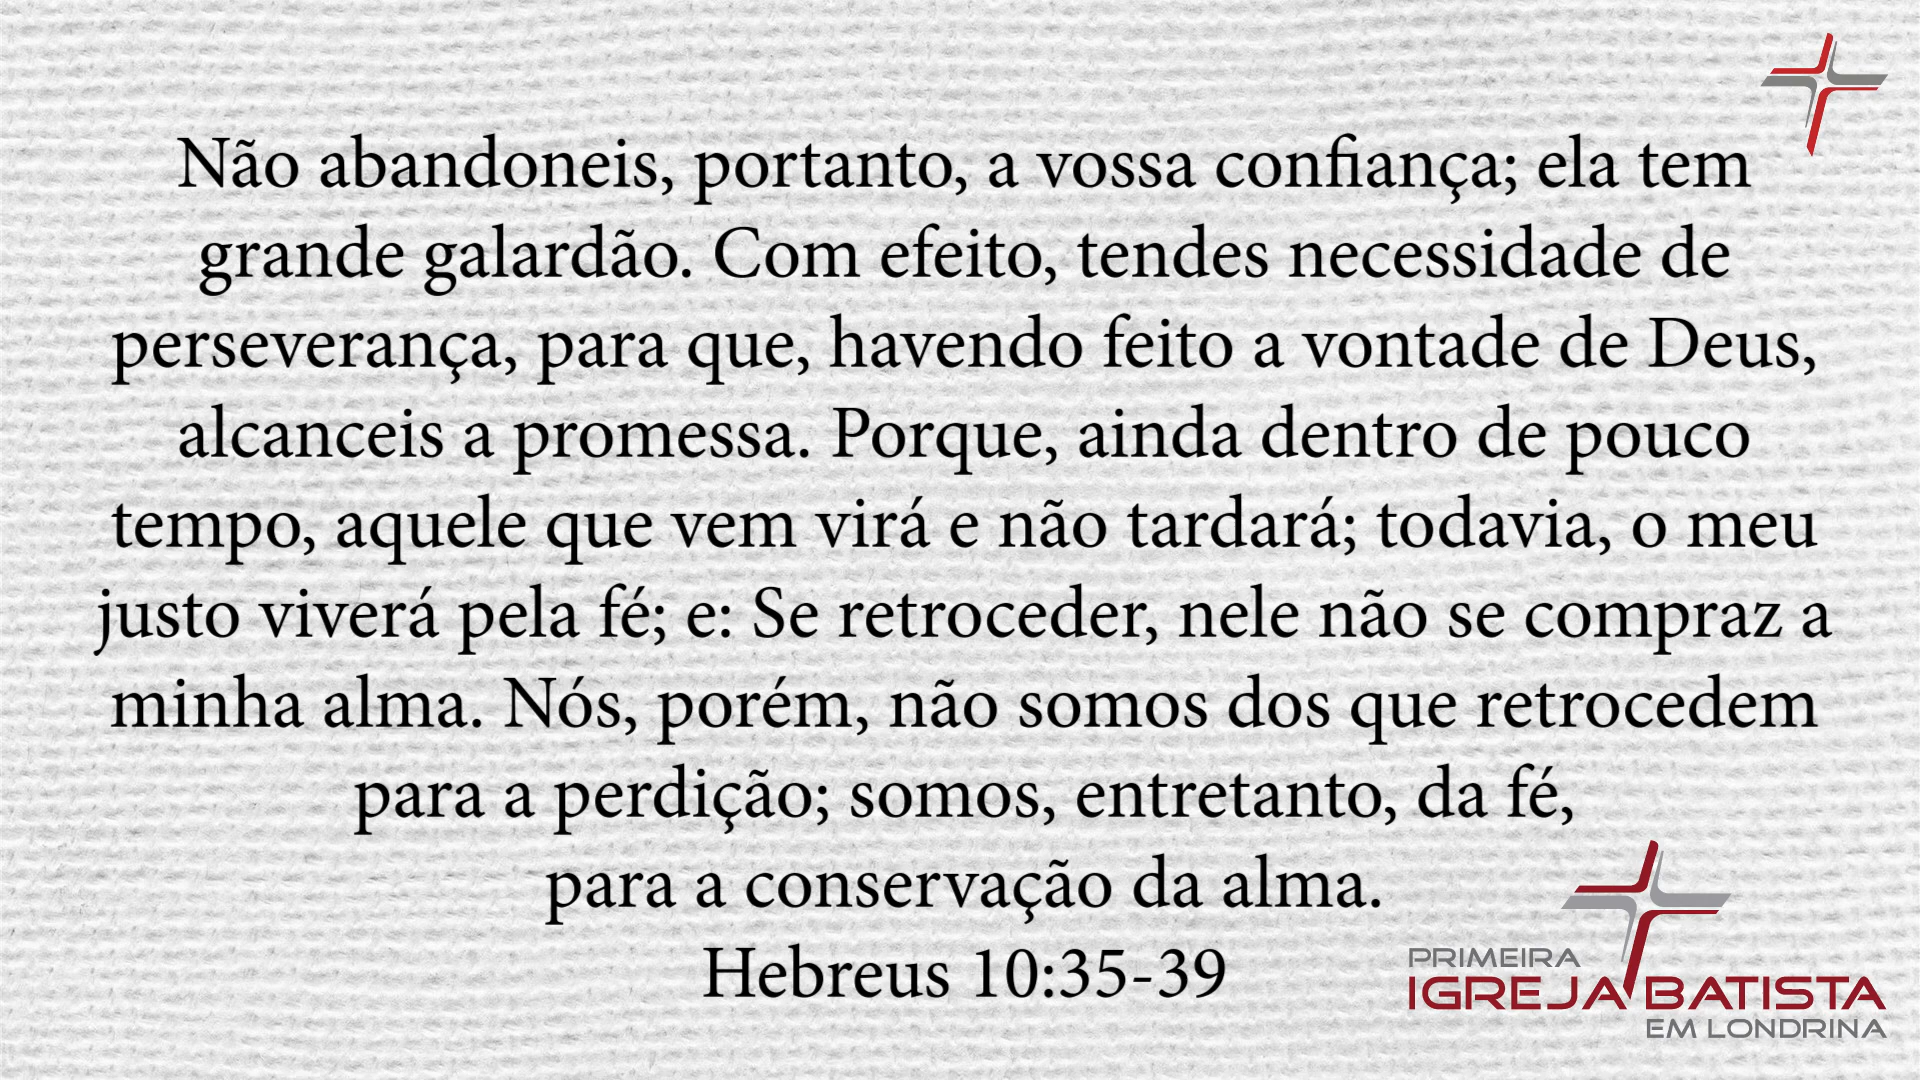 Não abandoneis, portanto, a vossa confiança; ela tem
grande galardão. Com efeito, tendes necessidade de
perseverança, para que, havendo feito a vontade de Deus,
alcanceis a promessa. Porque, ainda dentro de pouco
tempo, aquele que vem virá e não tardará; todavia, o meu
justo viverá pela fé; e: Se retroceder, nele não se compraz a
minha alma. Nós, porém, não somos dos que retrocedem
para a perdição; somos, entretanto, da fé,
para a conservação da alma.
Hebreus 10:35-39
PRIMEIRA
IGREJA BATISTA
EM LONDRINA